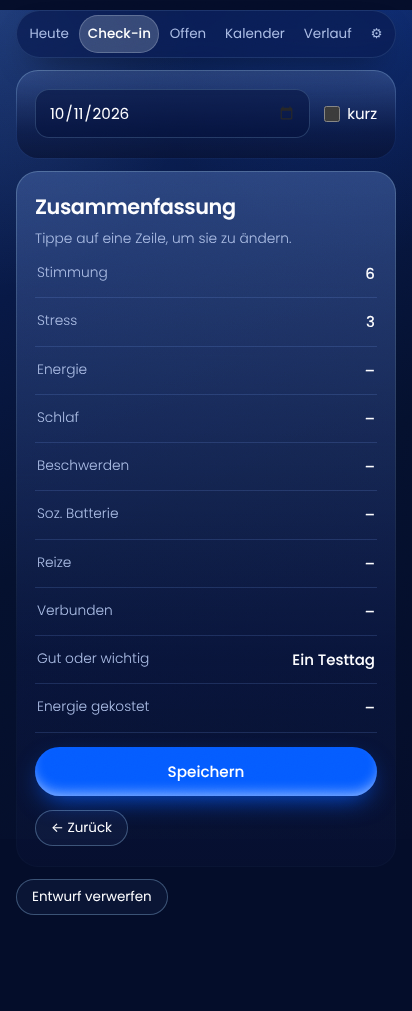 Heute Check-in Offen Kalender Verlauf ⚙
10/11/2026 kurz
Zusammenfassung
Tippe auf eine Zeile, um sie zu ändern.
Stimmung 6
Stress 3
Energie –
Schlaf –
Beschwerden –
Soz. Batterie –
Reize –
Verbunden –
Gut oder wichtig Ein Testtag
Energie gekostet –
Speichern
← Zurück
Entwurf verwerfen